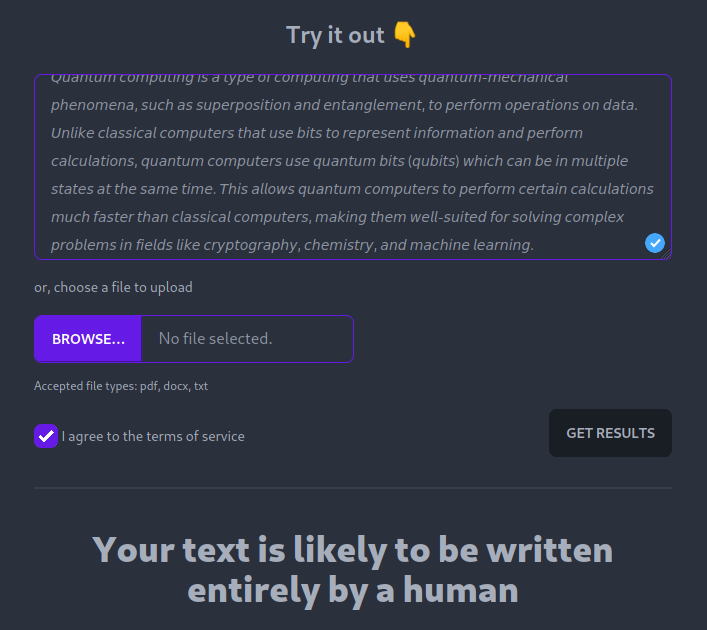 Try it out 👇
Quantum computing is a type of computing that uses quantum-mechanical
phenomena, such as superposition and entanglement, to perform operations on data.
Unlike classical computers that use bits to represent information and perform
calculations, quantum computers use quantum bits (qubits) which can be in multiple
states at the same time. This allows quantum computers to perform certain calculations
much faster than classical computers, making them well-suited for solving complex
problems in fields like cryptography, chemistry, and machine learning.
or, choose a file to upload
BROWSE... No file selected.
Accepted file types: pdf, docx, txt
I agree to the terms of service
GET RESULTS
Your text is likely to be written
entirely by a human